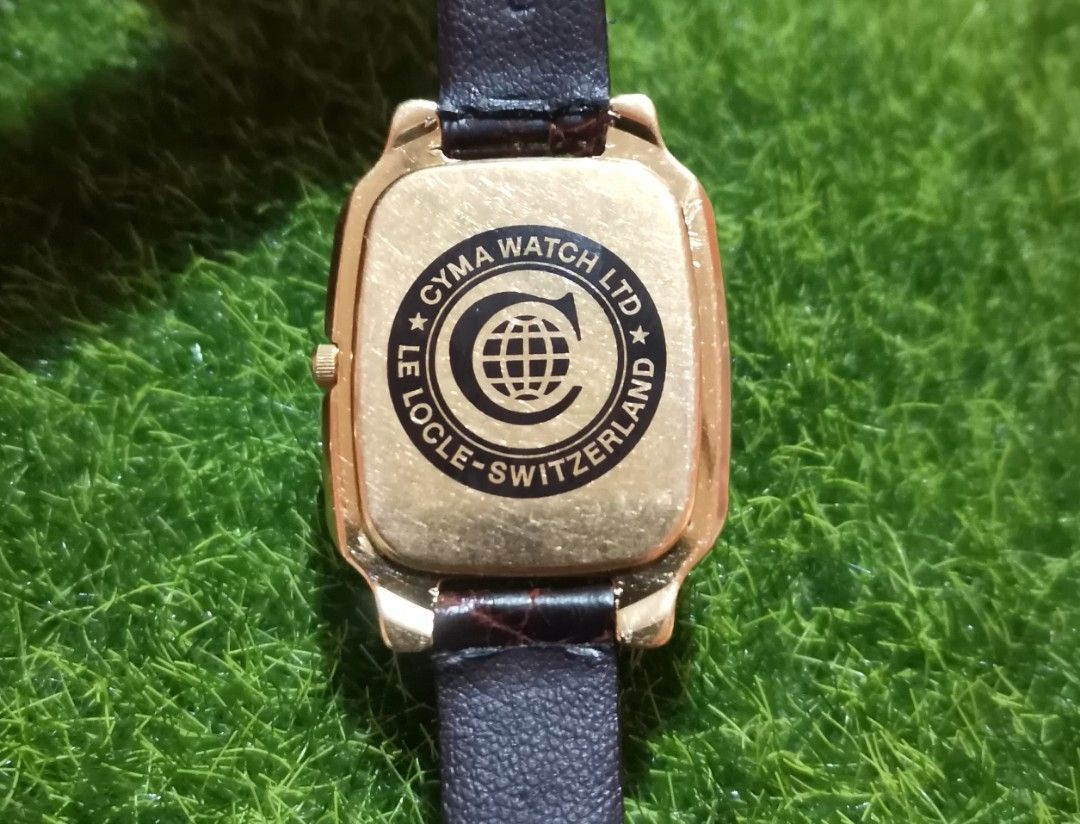 ★ CYMA WATCH LTD ★
LE LOCLE-SWITZERLAND
C